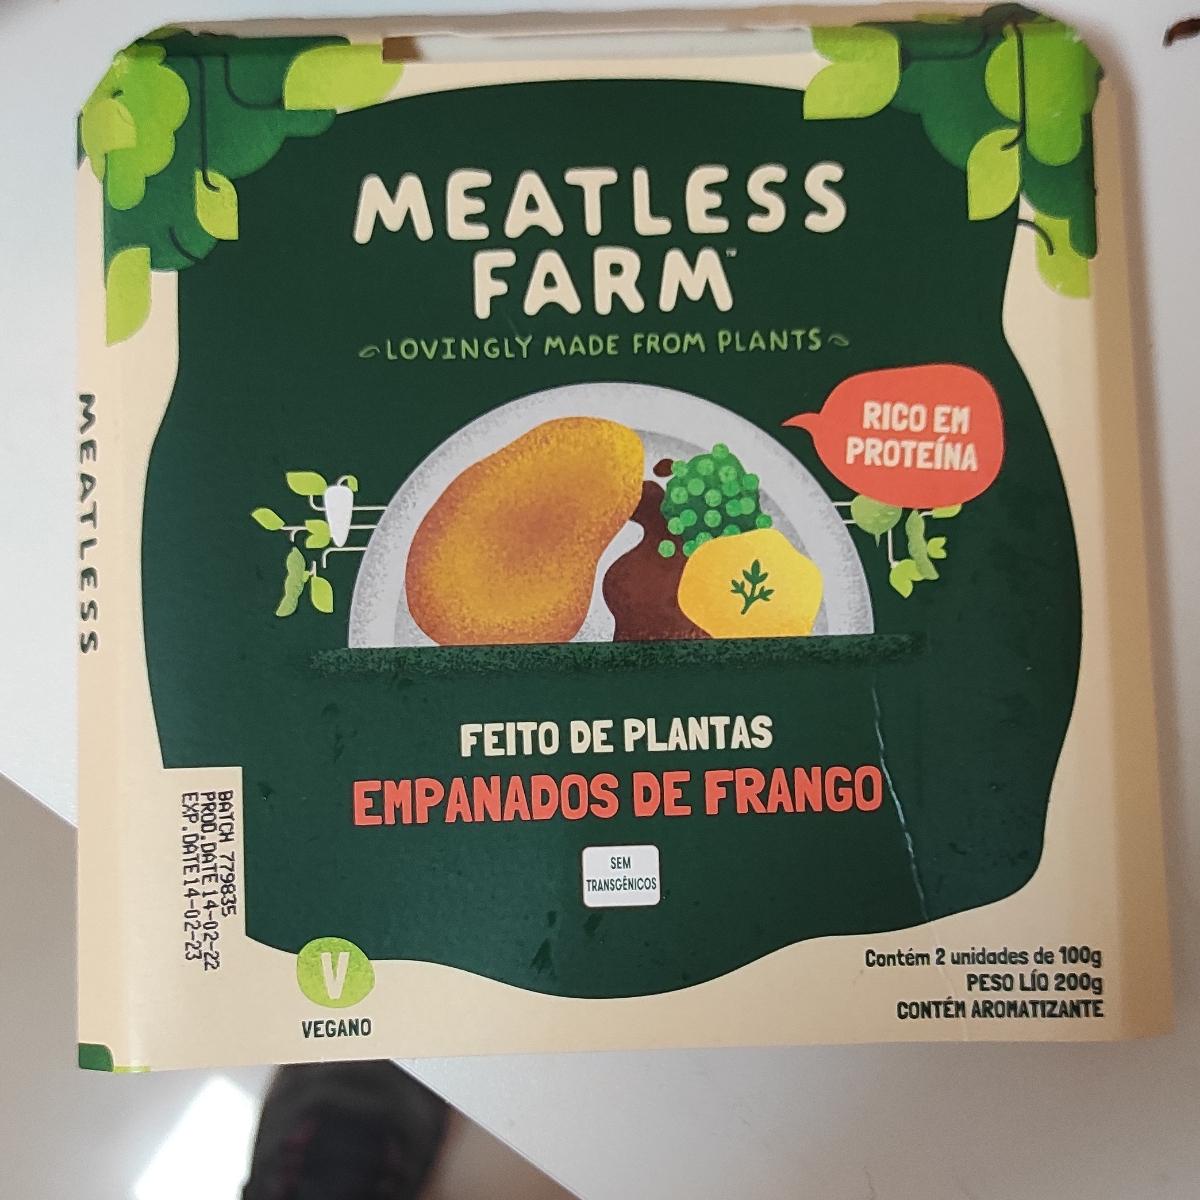 MEATLESS
FARM™
LOVINGLY MADE FROM PLANTS
RICO EM
PROTEÍNA
MEATLESS
FEITO DE PLANTAS
EMPANADOS DE FRANGO
SEM
TRANSGÊNICOS
BATCH 779835
PROD.DATE 14-02-22
EXP.DATE 14-02-23
V
VEGANO
Contém 2 unidades de 100g
PESO LÍQ 200g
CONTÉM AROMATIZANTE